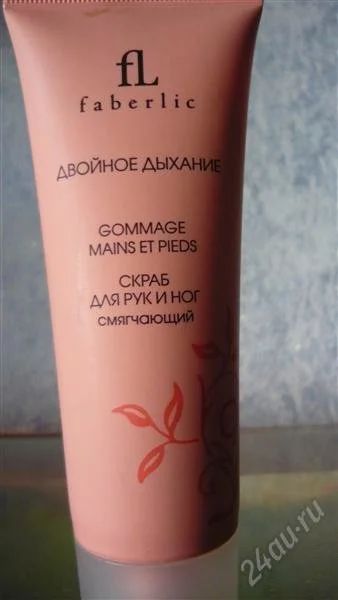 fL
faberlic
ДВОЙНОЕ ДЫХАНИЕ
GOMMAGE
MAINS ET PIEDS
СКРАБ
ДЛЯ РУК И НОГ
смягчающий
24au.ru